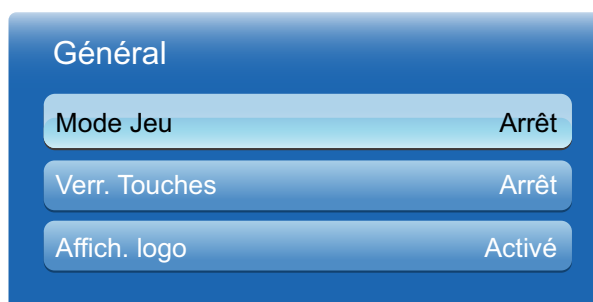 Général
Mode Jeu Arrêt
Verr. Touches Arrêt
Affich. logo Activé